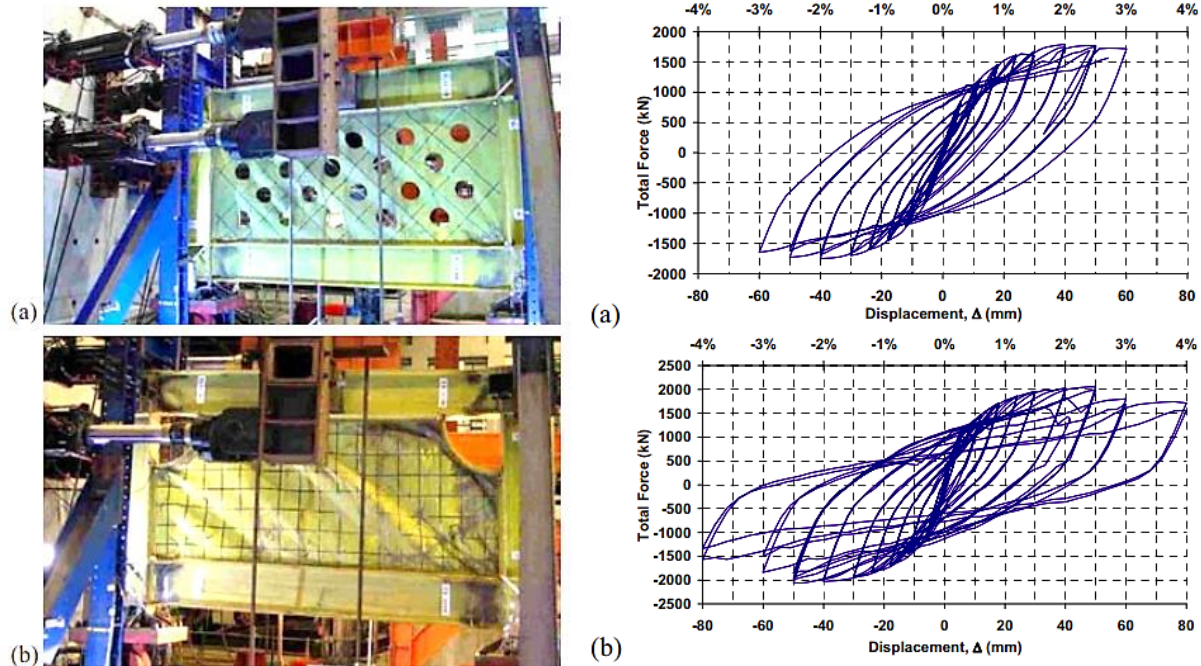 (a)
(b)
-4% -3% -2% -1% 0% 1% 2% 3% 4%
2000
1500
1000
500
0
-500
-1000
-1500
-2000
Total Force (kN)
-80 -60 -40 -20 0 20 40 60 80
Displacement, Δ (mm)
(a)
-4% -3% -2% -1% 0% 1% 2% 3% 4%
2500
2000
1500
1000
500
0
-500
-1000
-1500
-2000
-2500
Total Force (kN)
-80 -60 -40 -20 0 20 40 60 80
Displacement, Δ (mm)
(b)